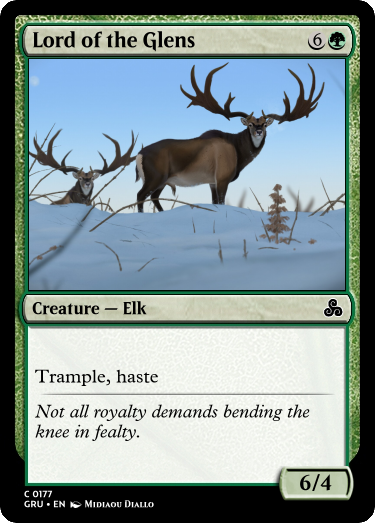 Lord of the Glens 6
Creature — Elk
Trample, haste
Not all royalty demands bending the
knee in fealty.
6/4
C 0177
GRU • EN Midiaou Diallo